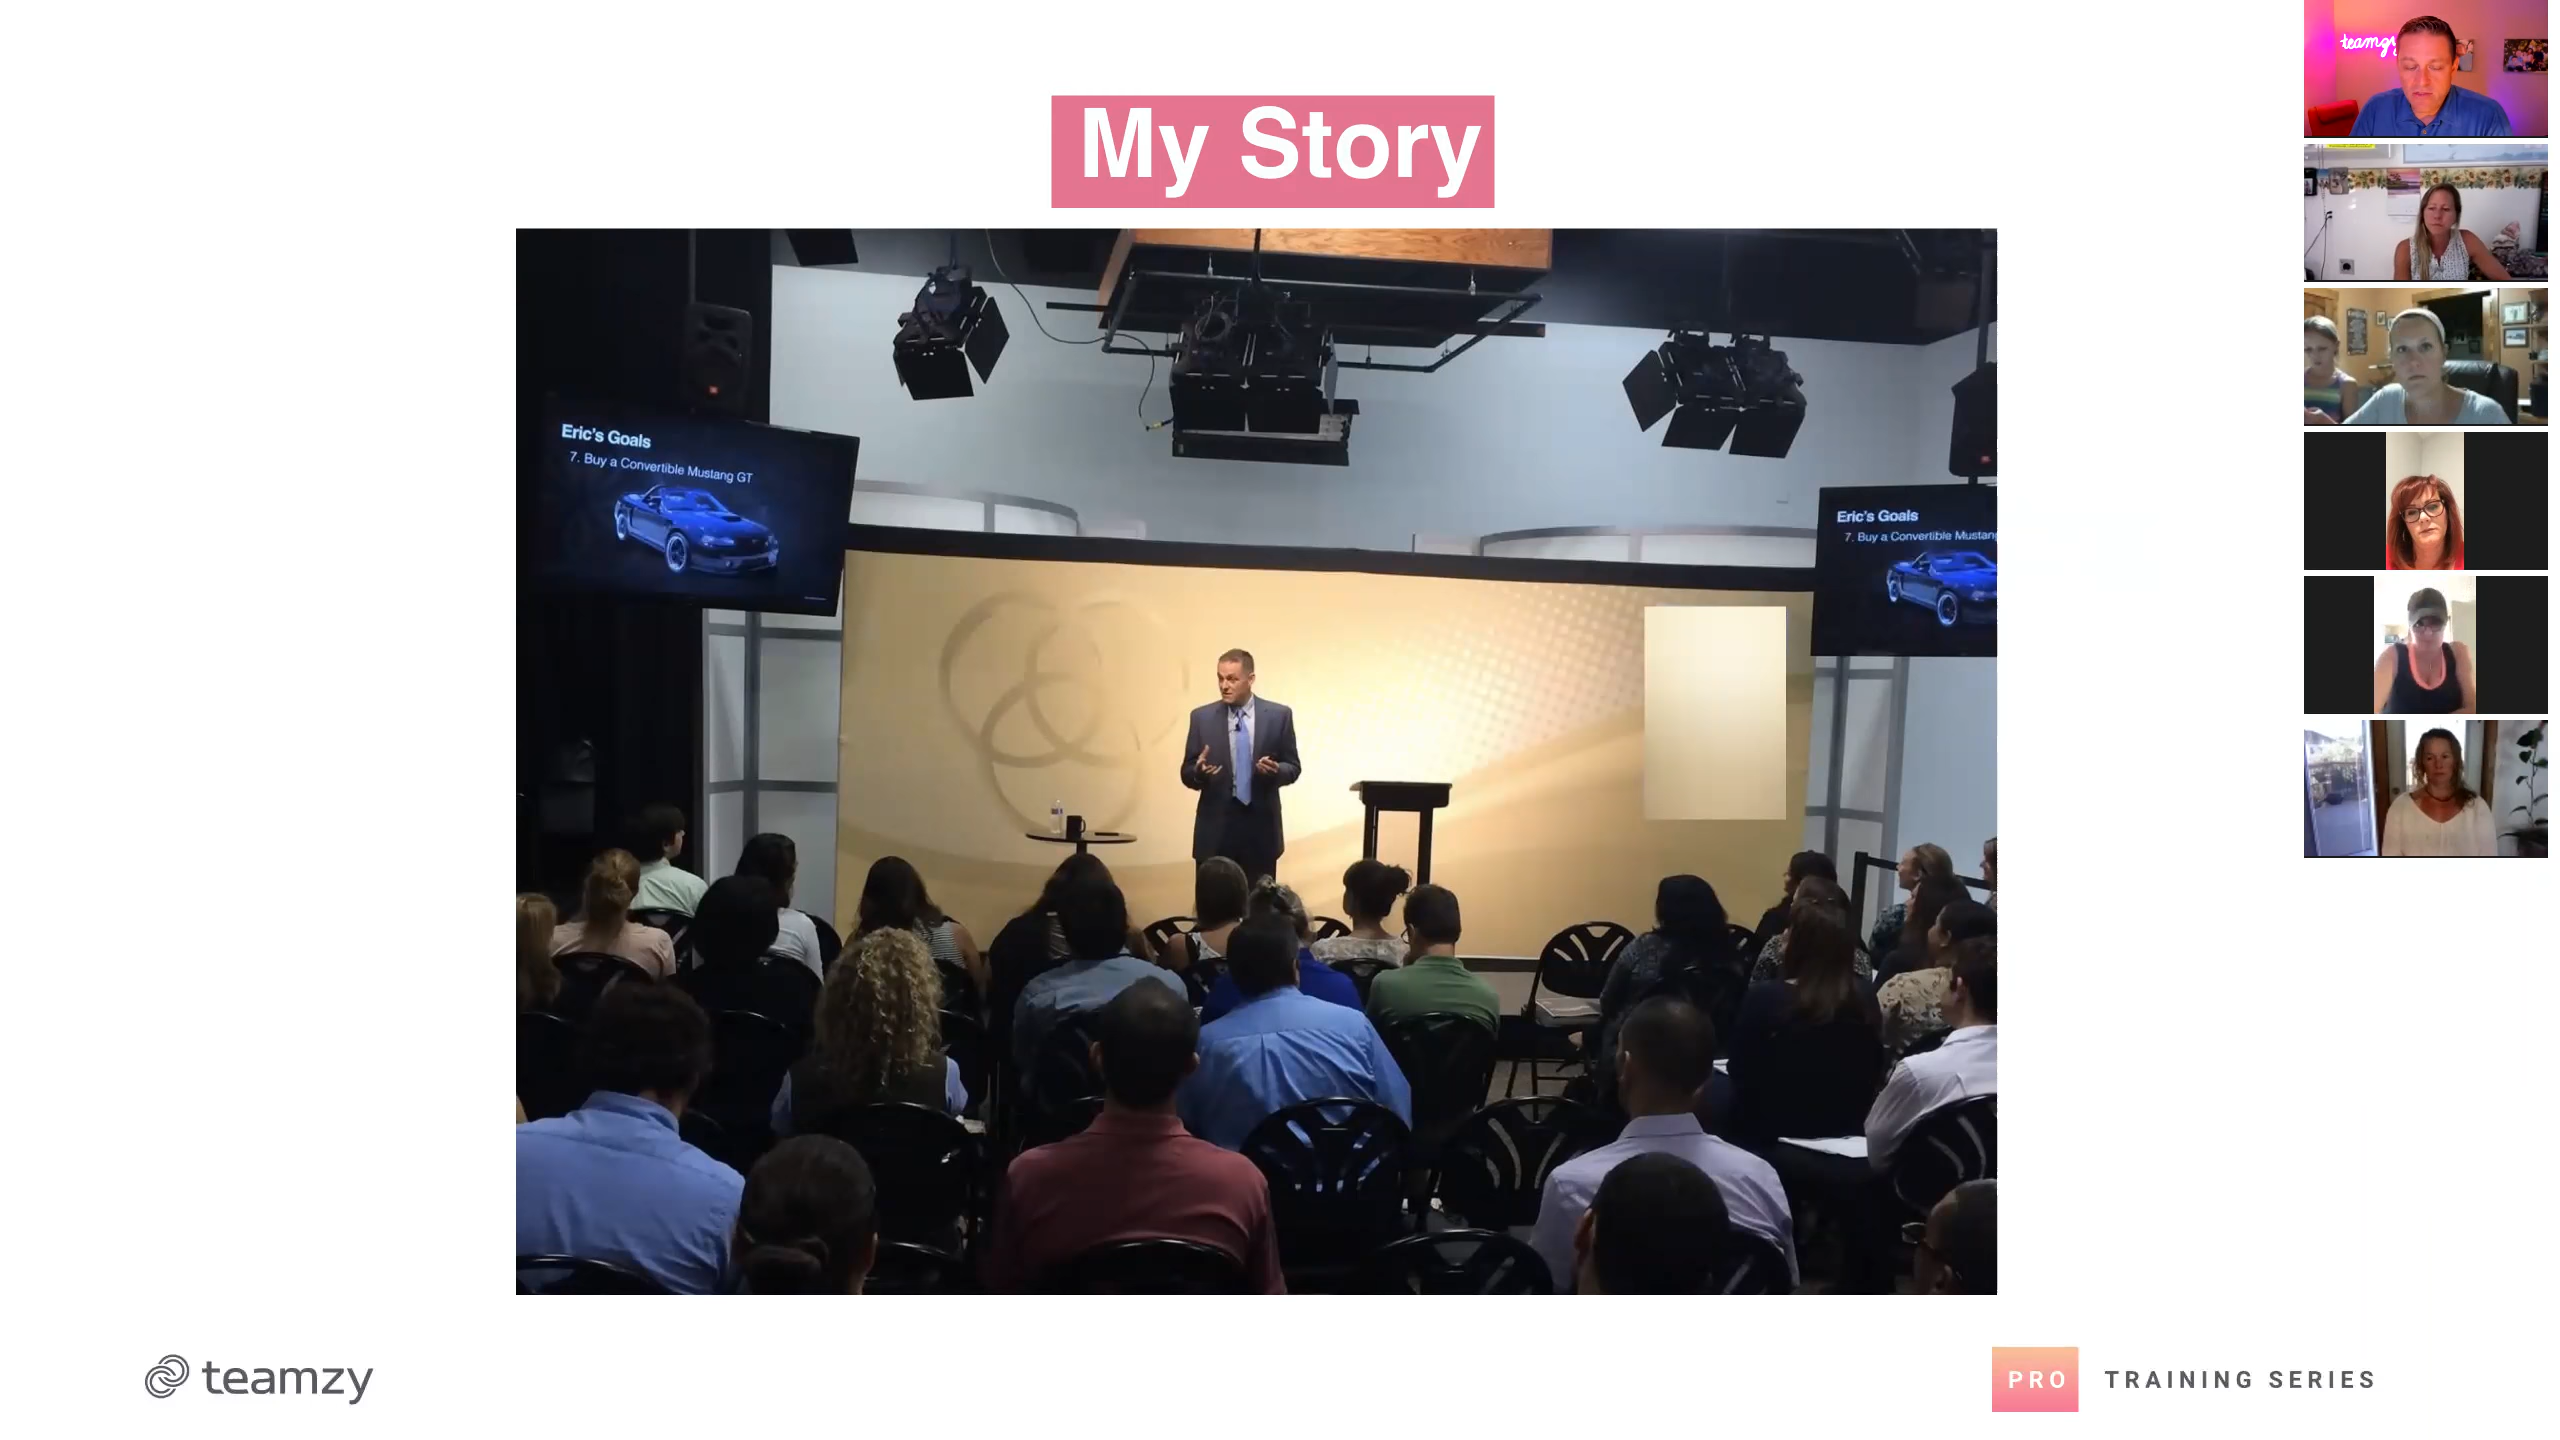 My Story
Eric's Goals
7. Buy a Convertible Mustang GT
Eric's Goals
7. Buy a Convertible Mustang
teamzy
PRO TRAINING SERIES